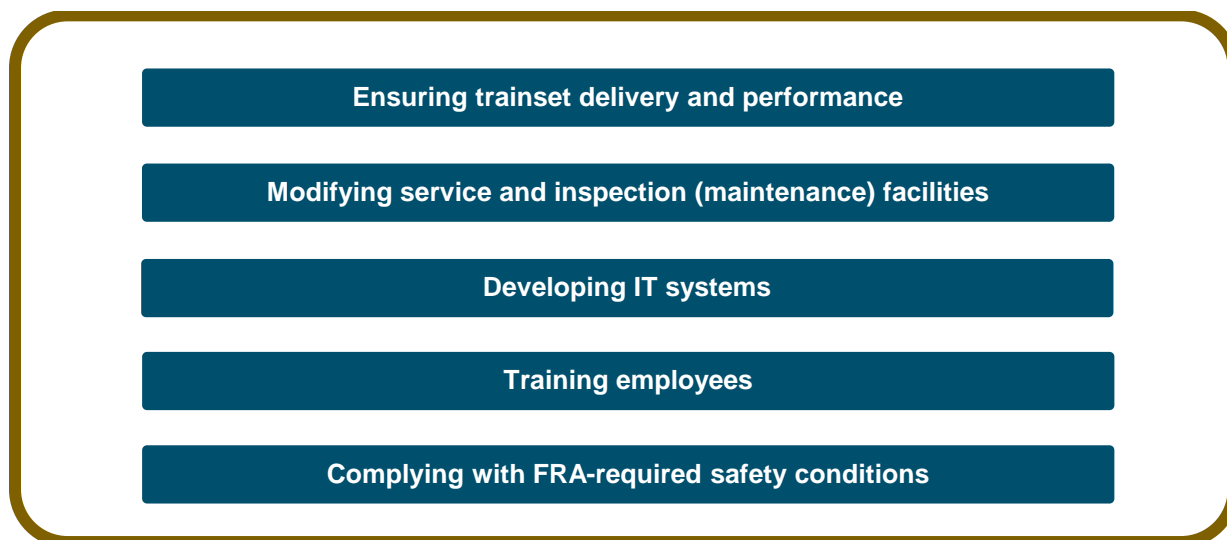 Ensuring trainset delivery and performance
Modifying service and inspection (maintenance) facilities
Developing IT systems
Training employees
Complying with FRA-required safety conditions